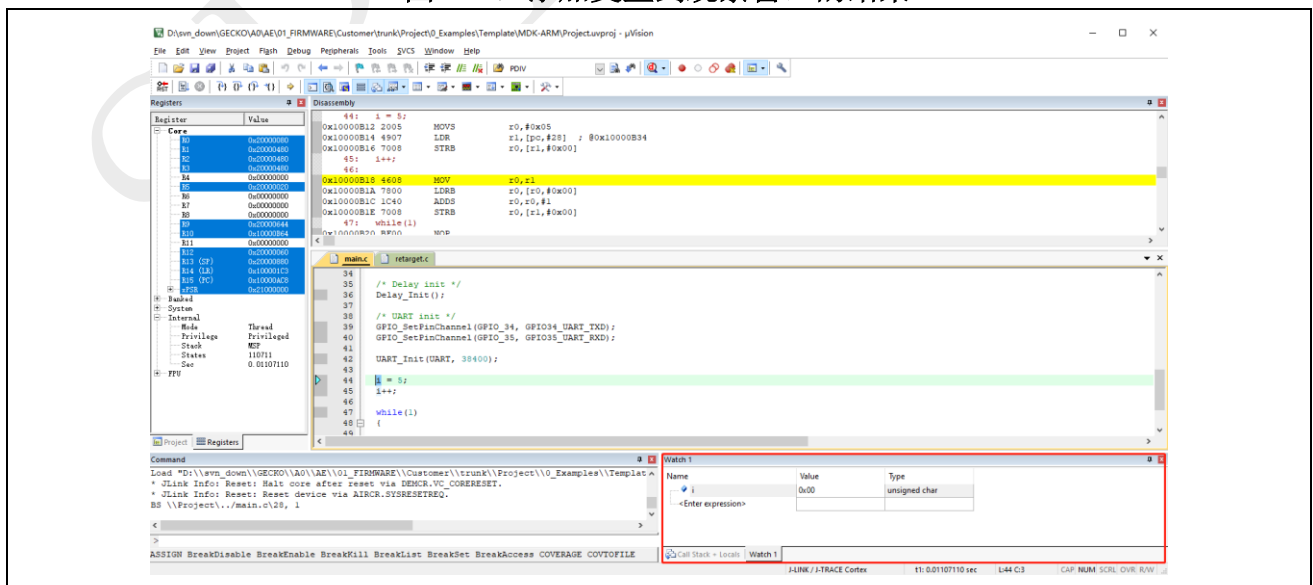 D:\svn_down\GECKO\A0\AE\01_FIRMWARE\Customer\trunk\Project\0_Examples\Template\MDK-ARM\Project.uvproj - µVision
File Edit View Project Flash Debug Peripherals Tools SVCS Window Help
PDIV
Registers
Register Value
Core
R0 0x20000000
R1 0x20000480
R2 0x20000480
R3 0x20000480
R4 0x00000000
R5 0x20000020
R6 0x00000000
R7 0x00000000
R8 0x00000000
R9 0x20000644
R10 0x10000B64
R11 0x00000000
R12 0x20000060
R13 (SP) 0x20000880
R14 (LR) 0x100001C3
R15 (PC) 0x10000AC8
xPSR 0x21000000
Banked
System
Internal
Mode Thread
Privilege Privileged
Stack MSP
States 110711
Sec 0.01107110
FPU
Project Registers
Disassembly
44: i = 5;
0x10000B12 2005 MOVS r0,#0x05
0x10000B14 4907 LDR r1,[pc,#28] ; @0x10000B34
0x10000B16 7008 STRB r0,[r1,#0x00]
45: i++;
46:
0x10000B18 4608 MOV r0,r1
0x10000B1A 7800 LDRB r0,[r0,#0x00]
0x10000B1C 1C40 ADDS r0,r0,#1
0x10000B1E 7008 STRB r0,[r1,#0x00]
47: while(1)
0x10000B20 BF00 NOP
main.c retarget.c
34
35 /* Delay init */
36 Delay_Init();
37
38 /* UART init */
39 GPIO_SetPinChannel(GPIO_34, GPIO34_UART_TXD);
40 GPIO_SetPinChannel(GPIO_35, GPIO35_UART_RXD);
41
42 UART_Init(UART, 38400);
43
44 i = 5;
45 i++;
46
47 while(1)
48 {
49
Command
Load "D:\\svn_down\\GECKO\\A0\\AE\\01_FIRMWARE\\Customer\\trunk\\Project\\0_Examples\\Templat
* JLink Info: Reset: Halt core after reset via DEMCR.VC_CORERESET.
* JLink Info: Reset: Reset device via AIRCR.SYSRESETREQ.
BS \\Project\../main.c\28, 1
>
ASSIGN BreakDisable BreakEnable BreakKill BreakList BreakSet BreakAccess COVERAGE COVTOFILE
Watch 1
Name Value Type
i 0x00 unsigned char
<Enter expression>
Call Stack + Locals Watch 1
J-LINK / J-TRACE Cortex t1: 0.01107110 sec L:44 C:3 CAP NUM SCRL OVR R/W